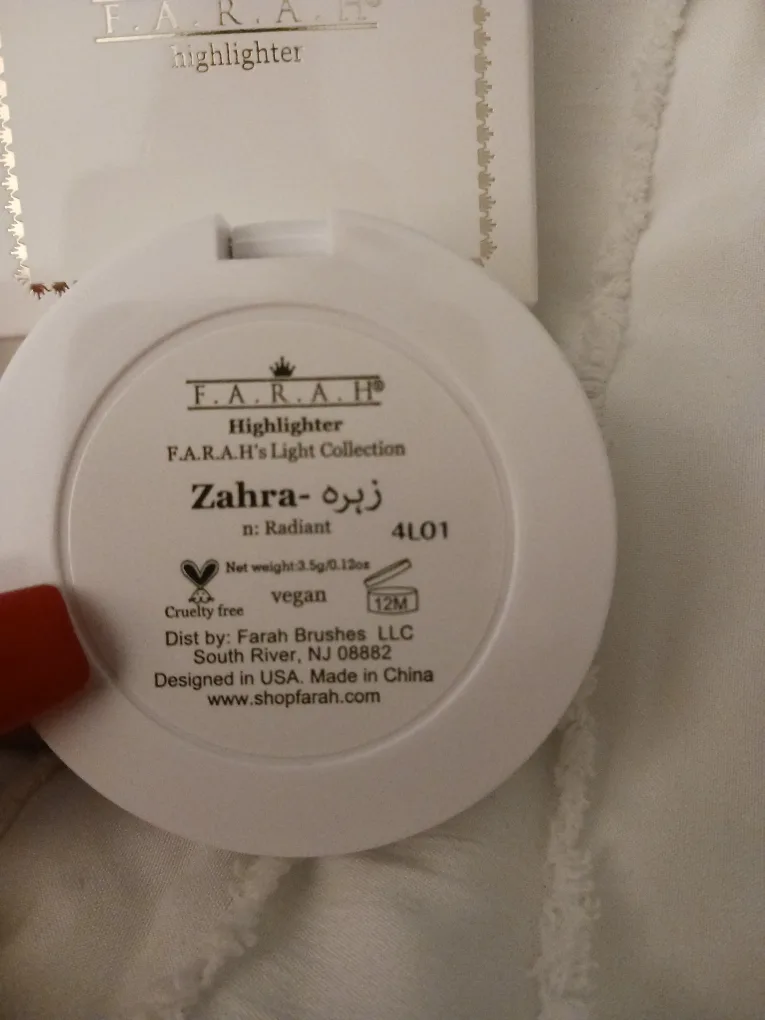 F.A.R.A.H®
highlighter
F.A.R.A.H®
Highlighter
F.A.R.A.H's Light Collection
Zahra- زهره
n: Radiant
4L01
Net weight:3.5g/0.12oz
Cruelty free
vegan
12M
Dist by: Farah Brushes LLC
South River, NJ 08882
Designed in USA. Made in China
www.shopfarah.com